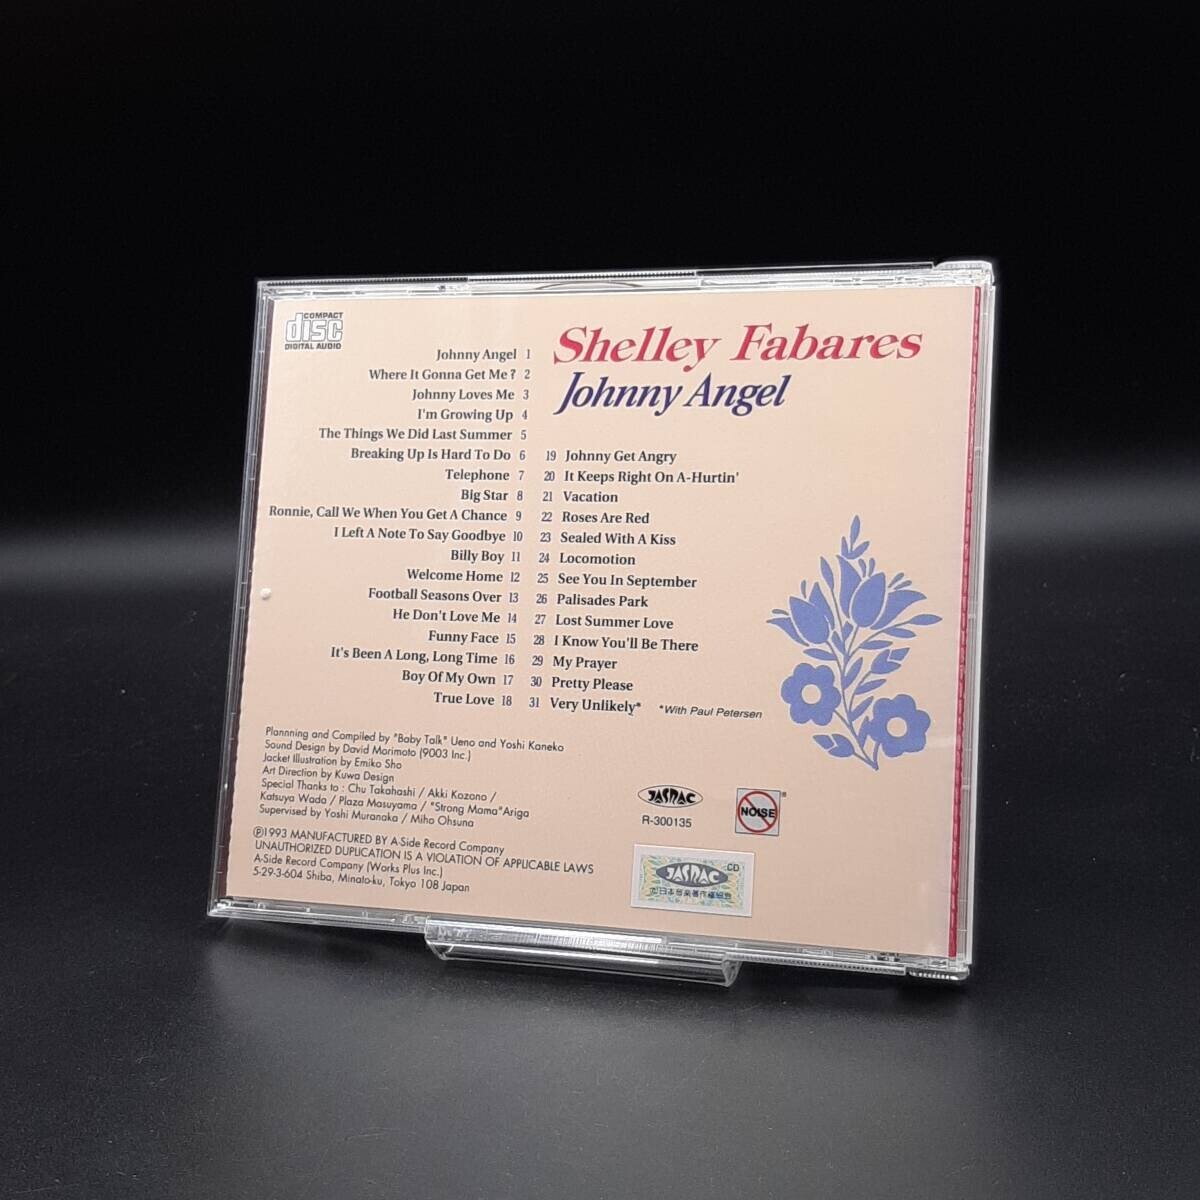 COMPACT
disc
DIGITAL AUDIO
Shelley Fabares
Johnny Angel
Johnny Angel 1
Where It Gonna Get Me? 2
Johnny Loves Me 3
I'm Growing Up 4
The Things We Did Last Summer 5
Breaking Up Is Hard To Do 6
Telephone 7
Big Star 8
Ronnie, Call We When You Get A Chance 9
I Left A Note To Say Goodbye 10
Billy Boy 11
Welcome Home 12
Football Seasons Over 13
He Don't Love Me 14
Funny Face 15
It's Been A Long, Long Time 16
Boy Of My Own 17
True Love 18
19 Johnny Get Angry
20 It Keeps Right On A-Hurtin'
21 Vacation
22 Roses Are Red
23 Sealed With A Kiss
24 Locomotion
25 See You In September
26 Palisades Park
27 Lost Summer Love
28 I Know You'll Be There
29 My Prayer
30 Pretty Please
31 Very Unlikely* *With Paul Petersen
Plannning and Compiled by "Baby Talk" Ueno and Yoshi Kaneko
Sound Design by David Morimoto (9003 Inc.)
Jacket Illustration by Emiko Sho
Art Direction by Kuwa Design
Special Thanks to : Chu Takahashi / Akki Kozono /
Katsuya Wada / Plaza Masuyama / "Strong Mama" Ariga
Supervised by Yoshi Muranaka / Miho Ohsuna
℗1993 MANUFACTURED BY A-Side Record Company
UNAUTHORIZED DUPLICATION IS A VIOLATION OF APPLICABLE LAWS
A-Side Record Company (Works Plus Inc.)
5-29-3-604 Shiba, Minato-ku, Tokyo 108 Japan
JASRAC
R-300135
NOISE
JASRAC CD